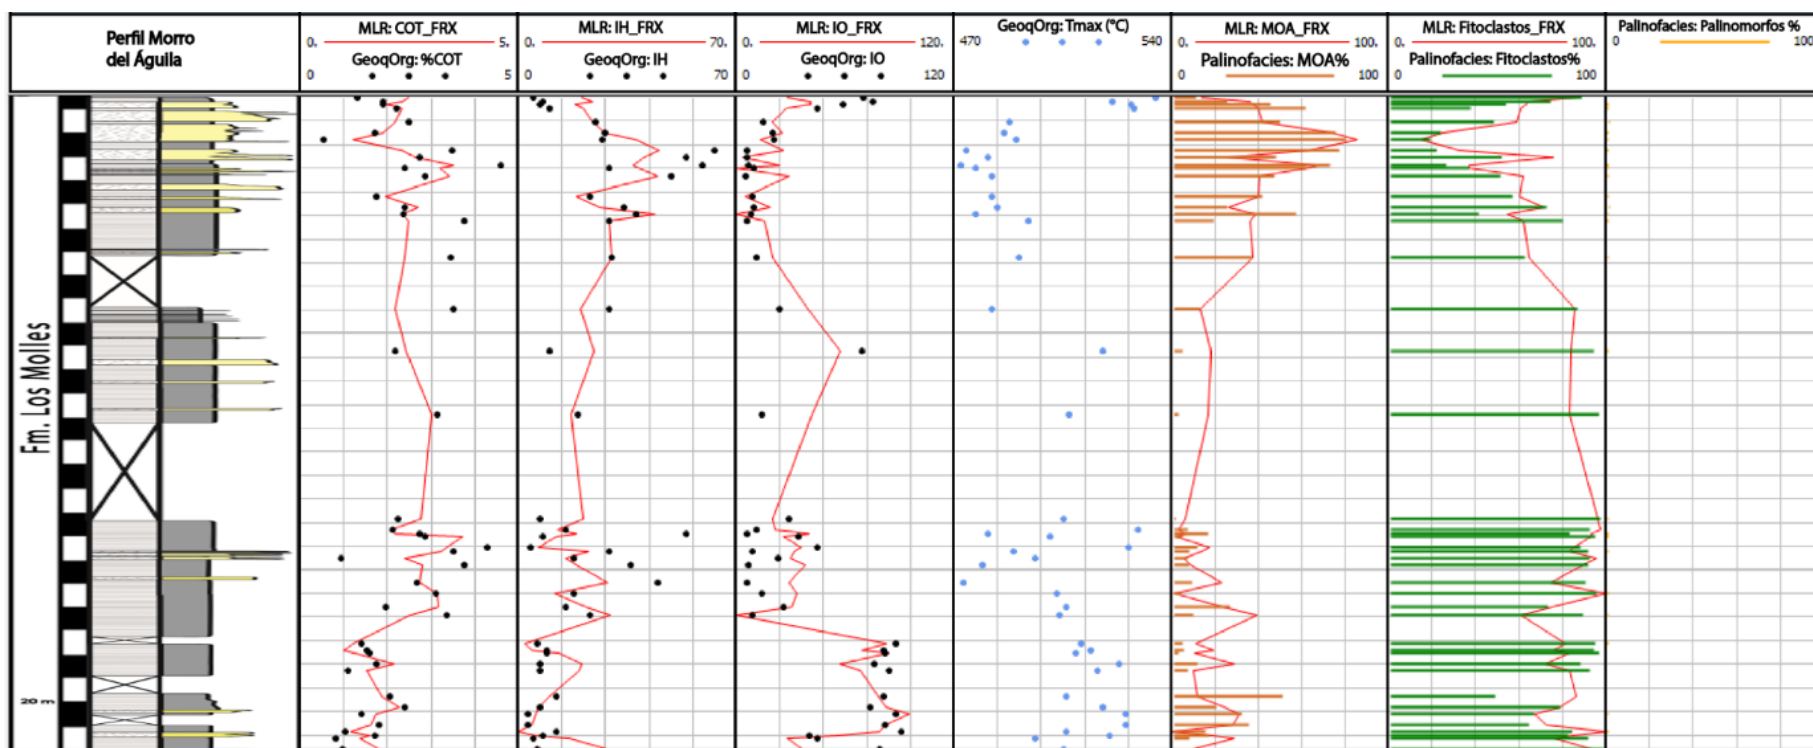 Perfil Morro
del Águila
MLR: COT_FRX
0. 5.
GeoqOrg: %COT
0 5
MLR: IH_FRX
0. 70.
GeoqOrg: IH
0 70
MLR: IO_FRX
0. 120.
GeoqOrg: IO
0 120
GeoqOrg: Tmax (°C)
470 540
MLR: MOA_FRX
0. 100.
Palinofacies: MOA%
0 100
MLR: Fitoclastos_FRX
0. 100.
Palinofacies: Fitoclastos%
0 100
Palinofacies: Palinomorfos %
0 100
Fm. Los Molles
20 m